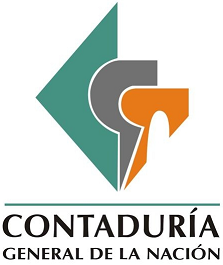 CONTADURÍA
GENERAL DE LA NACIÓN